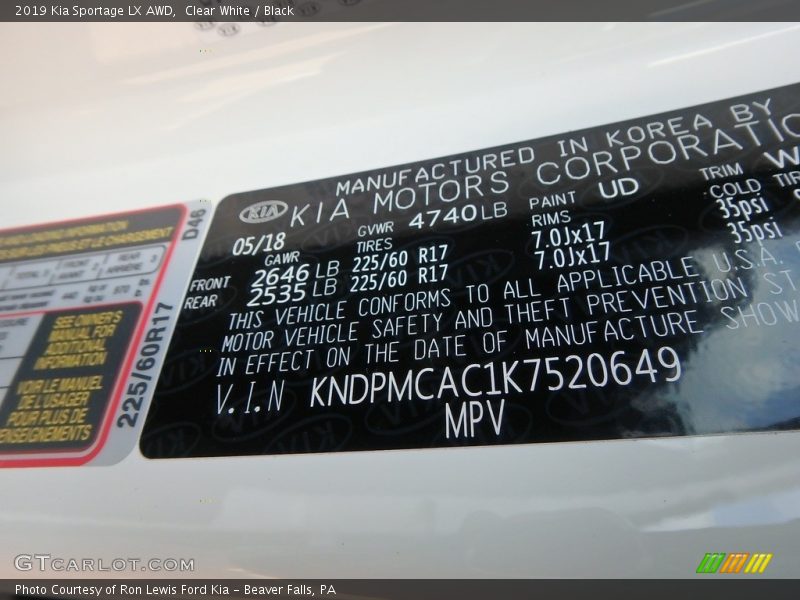 2019 Kia Sportage LX AWD, Clear White / Black
MANUFACTURED IN KOREA BY
KIA KIA MOTORS CORPORATIO
05/18 GVWR 4740LB PAINT UD TRIM W
GAWR TIRES RIMS COLD TIR
FRONT 2646 LB 225/60 R17 7.0Jx17 35psi
REAR 2535 LB 225/60 R17 7.0Jx17 35psi
THIS VEHICLE CONFORMS TO ALL APPLICABLE U.S.A.
MOTOR VEHICLE SAFETY AND THEFT PREVENTION ST
IN EFFECT ON THE DATE OF MANUFACTURE SHOW
V.I.N KNDPMCAC1K7520649
MPV
D46
225/60R17
SEE OWNER'S
MANUAL FOR
ADDITIONAL
INFORMATION
VOIR LE MANUEL
DE L'USAGER
POUR PLUS DE
ENSEIGNEMENTS
GTCARLOT.COM
Photo Courtesy of Ron Lewis Ford Kia - Beaver Falls, PA